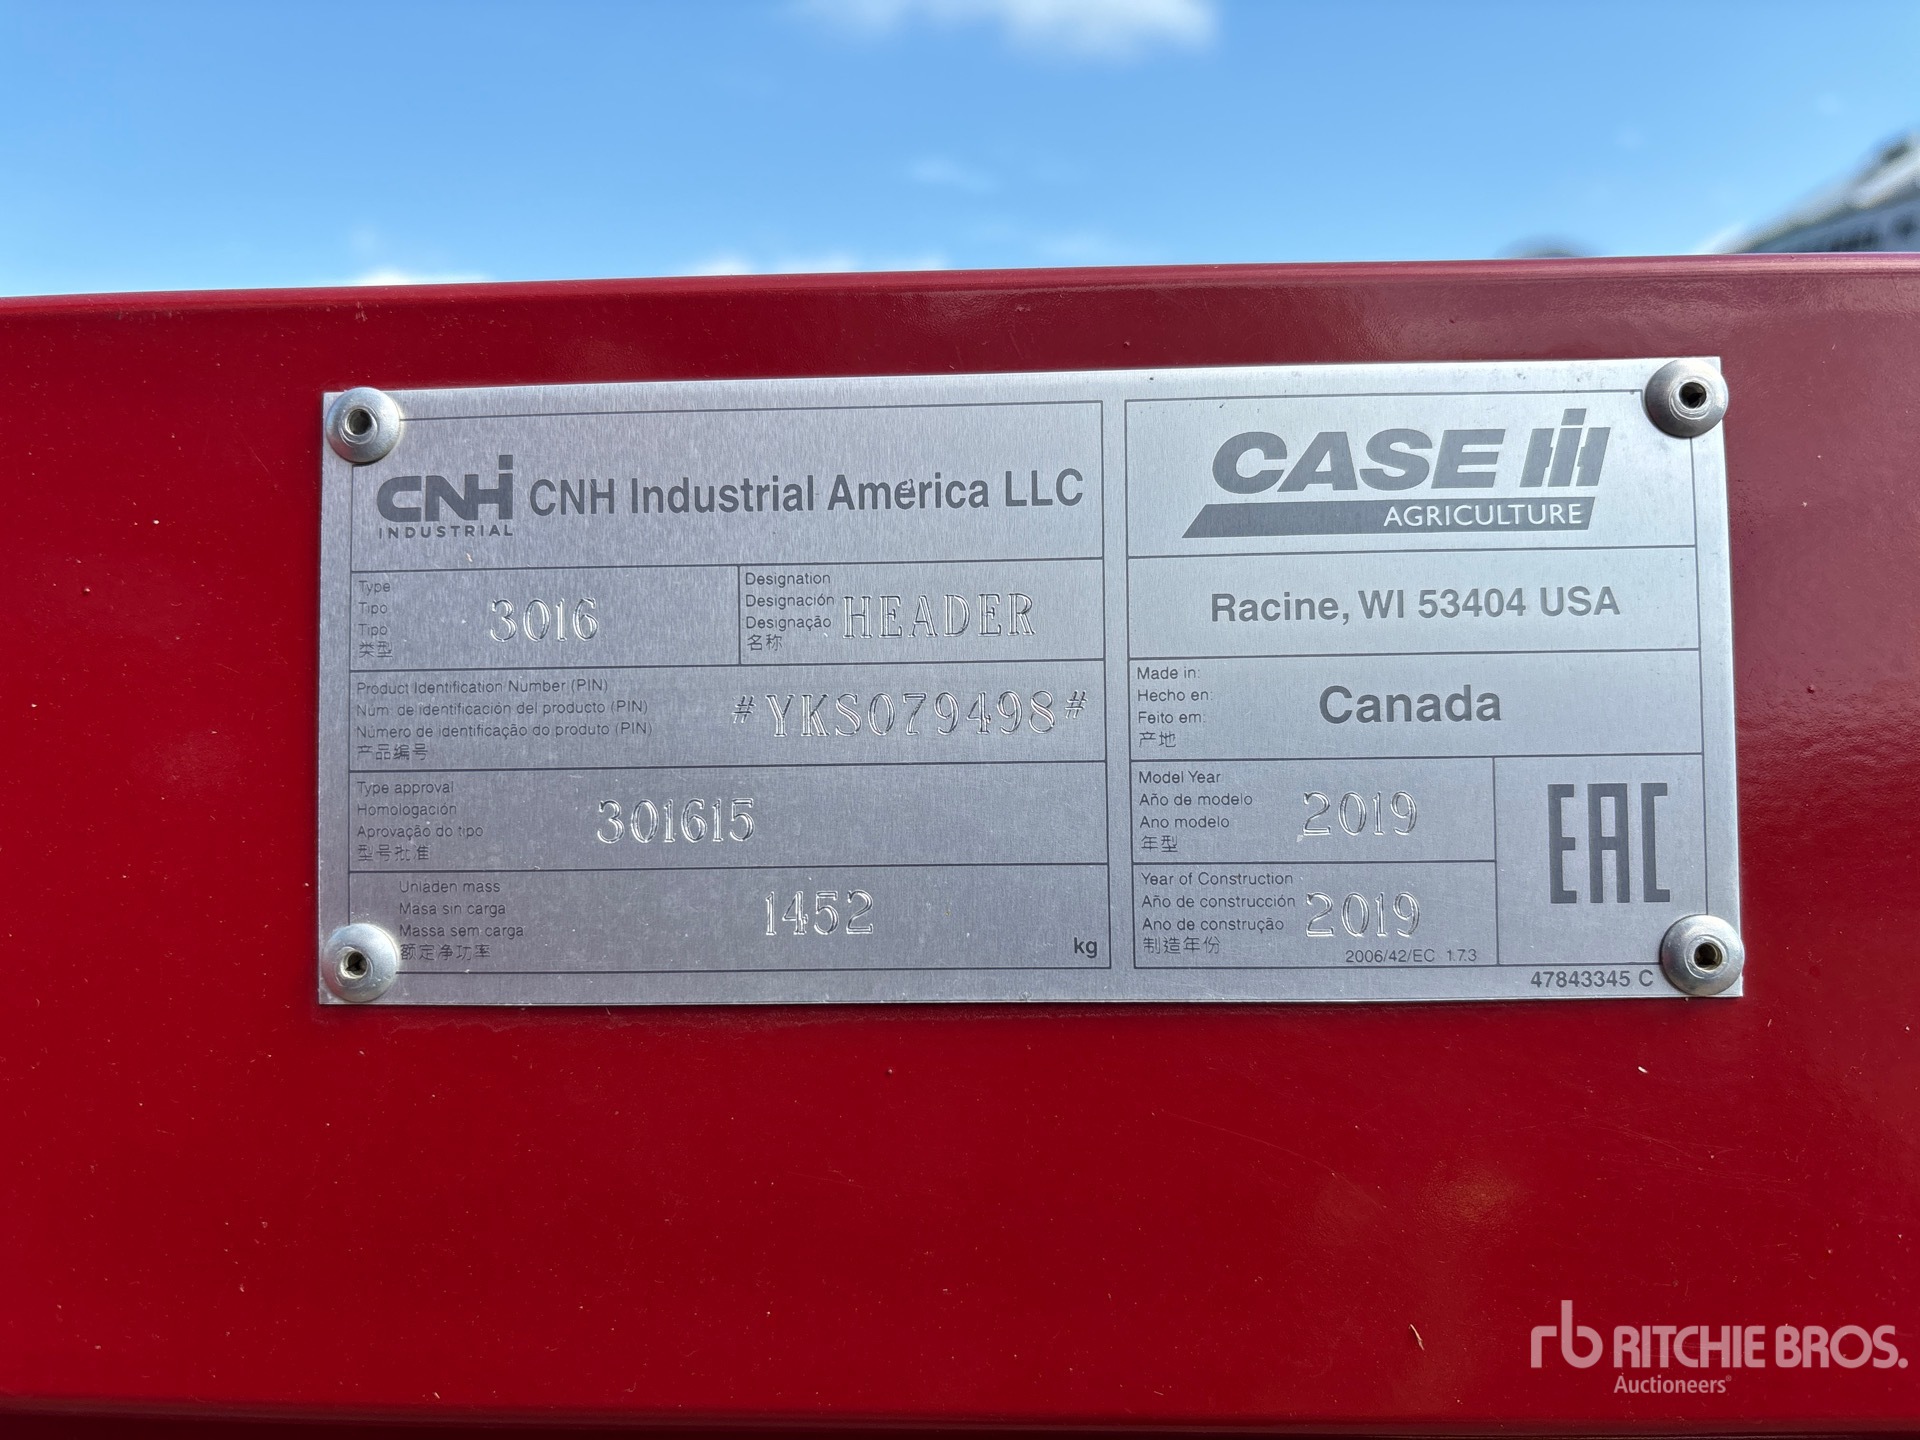 CNH
INDUSTRIAL
CNH Industrial America LLC
Type
Tipo
Tipo
类型
3016
Designation
Designación
Designação
名称
HEADER
Product Identification Number (PIN)
Núm. de identificación del producto (PIN)
Número de identificação do produto (PIN)
产品编号
#YKS079498#
Type approval
Homologación
Aprovação do tipo
型号批准
301615
Unladen mass
Masa sin carga
Massa sem carga
额定净功率
1452
kg
CASE IH
AGRICULTURE
Racine, WI 53404 USA
Made in:
Hecho en:
Feito em:
产地
Canada
Model Year
Año de modelo
Ano modelo
年型
2019
Year of Construction
Año de construcción
Ano de construção
制造年份
2019
2006/42/EC 1.7.3
EAC
47843345 C
rb RITCHIE BROS.
Auctioneers